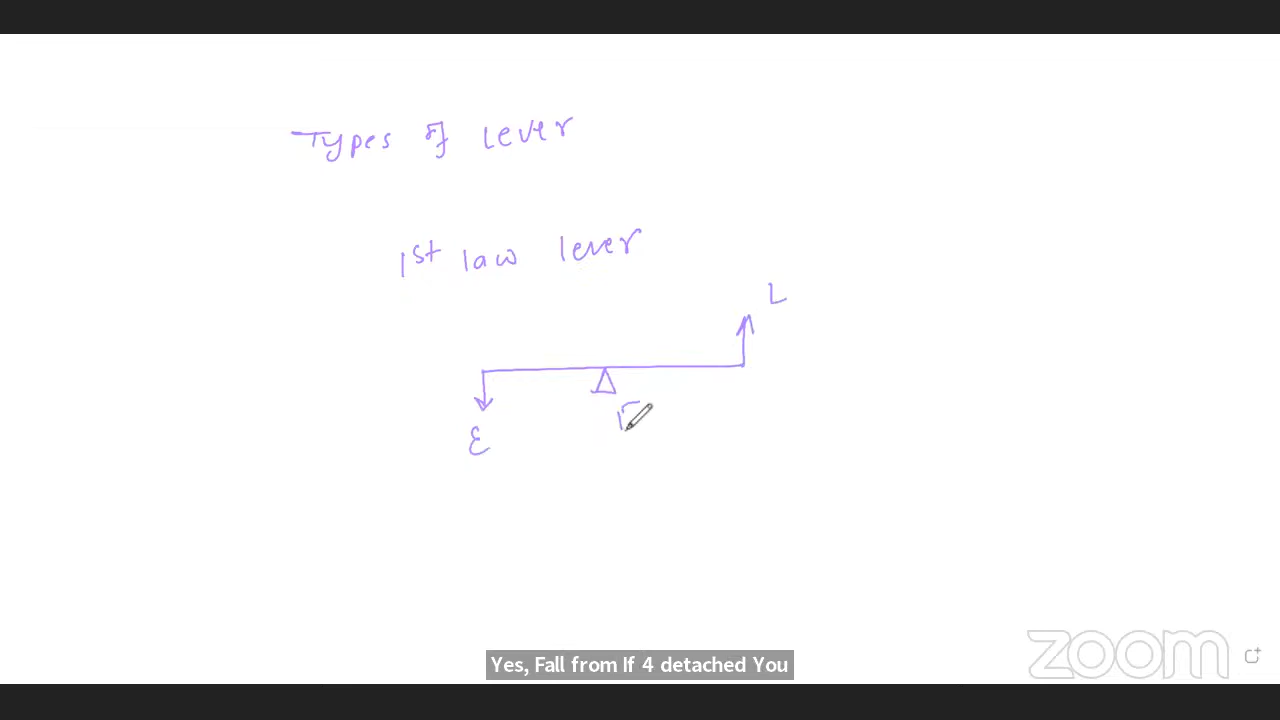 Types of lever
1st law lever
L
F
E
Yes, Fall from If 4 detached You
zoom